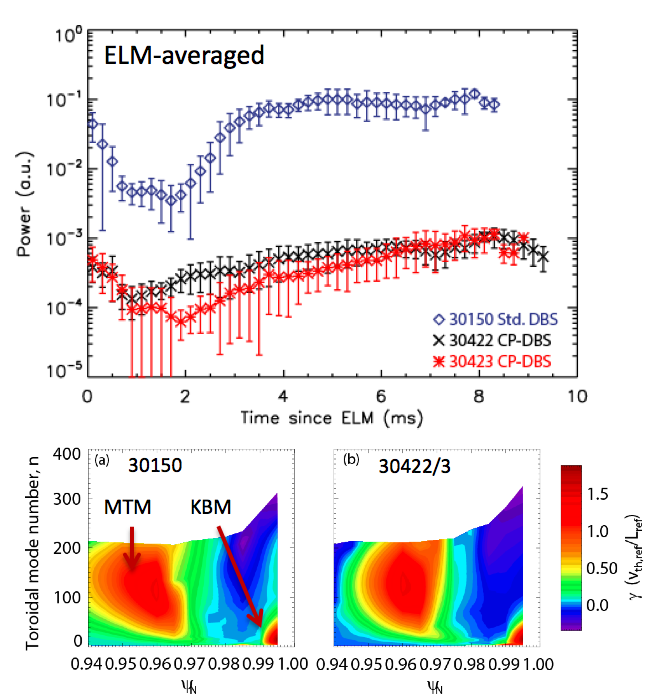 ELM-averaged
10⁰
10⁻¹
10⁻²
10⁻³
10⁻⁴
10⁻⁵
Power (a.u.)
30150 Std. DBS
30422 CP-DBS
30423 CP-DBS
0 2 4 6 8 10
Time since ELM (ms)
(a) 30150
MTM KBM
Toroidal mode number, n
400
300
200
100
0
0.94 0.95 0.96 0.97 0.98 0.99 1.00
ψN
(b) 30422/3
0.94 0.95 0.96 0.97 0.98 0.99 1.00
ψN
1.5
1.0
0.50
0.0
γ (vth,ref/Lref)